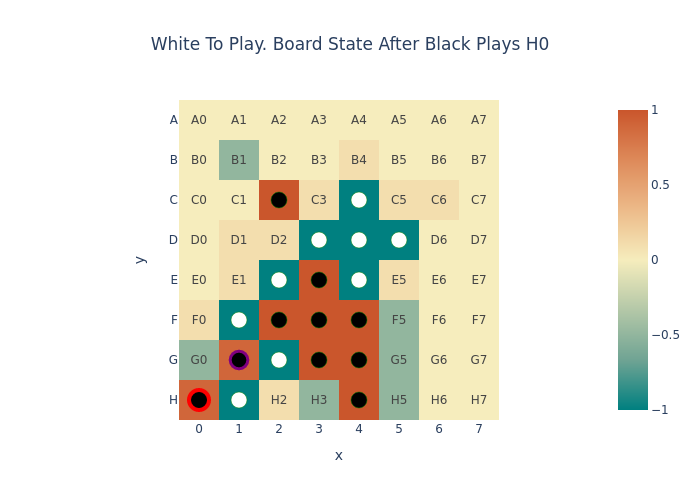 White To Play. Board State After Black Plays H0
A A0 A1 A2 A3 A4 A5 A6 A7
B B0 B1 B2 B3 B4 B5 B6 B7
C C0 C1 C3 C5 C6 C7
D D0 D1 D2 D6 D7
E E0 E1 E5 E6 E7
F F0 F5 F6 F7
G G0 G5 G6 G7
H H2 H3 H5 H6 H7
0 1 2 3 4 5 6 7
x
y
1
0.5
0
−0.5
−1